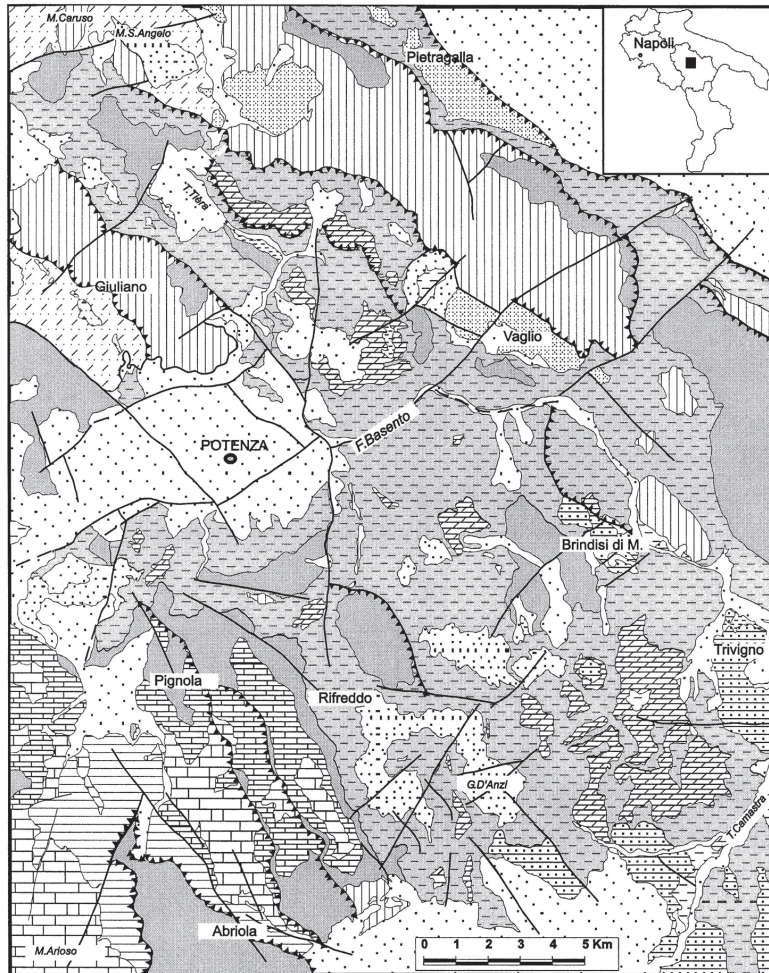 M.Caruso
M.S.Angelo
Pietragalla
Napoli
T.Tiera
Giuliano
Vaglio
F.Basento
POTENZA
Brindisi di M.
Trivigno
Pignola
Rifreddo
G.D'Anzi
T.Camastra
Abriola
M.Arioso
0 1 2 3 4 5 Km